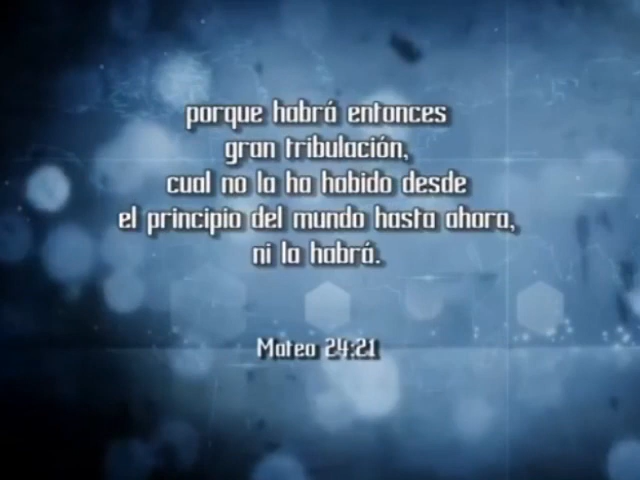 porque habrá entonces
gran tribulación,
cual no la ha habido desde
el principio del mundo hasta ahora,
ni la habrá.
Mateo 24:21